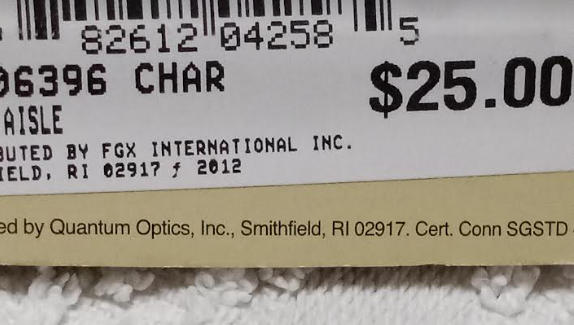 82612 04258 5
06396 CHAR
$25.00
AISLE
BUTED BY FGX INTERNATIONAL INC.
IELD, RI 02917 ƒ 2012
ed by Quantum Optics, Inc., Smithfield, RI 02917. Cert. Conn SGSTD